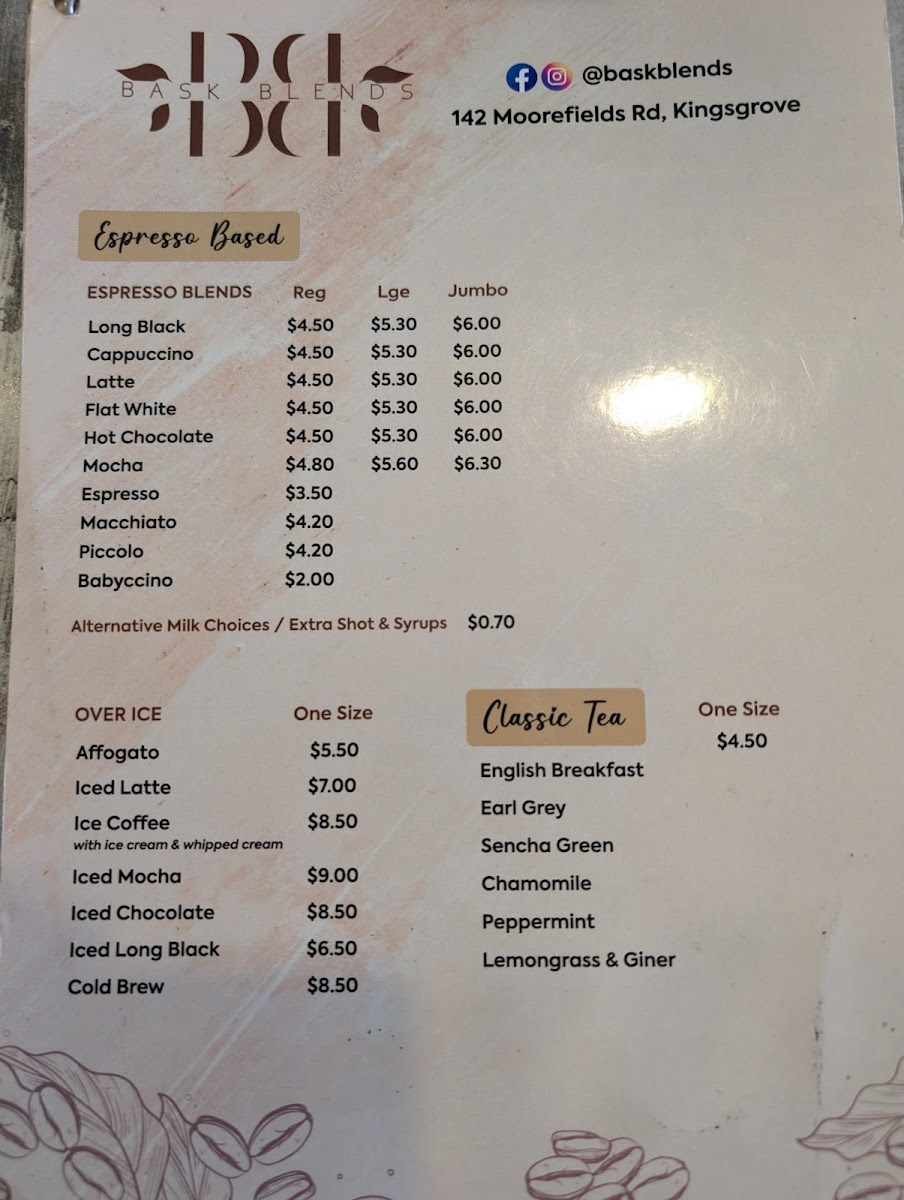 BASK BLENDS
@baskblends
142 Moorefields Rd, Kingsgrove
Espresso Based
ESPRESSO BLENDS Reg Lge Jumbo
Long Black $4.50 $5.30 $6.00
Cappuccino $4.50 $5.30 $6.00
Latte $4.50 $5.30 $6.00
Flat White $4.50 $5.30 $6.00
Hot Chocolate $4.50 $5.30 $6.00
Mocha $4.80 $5.60 $6.30
Espresso $3.50
Macchiato $4.20
Piccolo $4.20
Babyccino $2.00
Alternative Milk Choices / Extra Shot & Syrups $0.70
OVER ICE One Size
Affogato $5.50
Iced Latte $7.00
Ice Coffee $8.50
with ice cream & whipped cream
Iced Mocha $9.00
Iced Chocolate $8.50
Iced Long Black $6.50
Cold Brew $8.50
Classic Tea One Size
$4.50
English Breakfast
Earl Grey
Sencha Green
Chamomile
Peppermint
Lemongrass & Giner